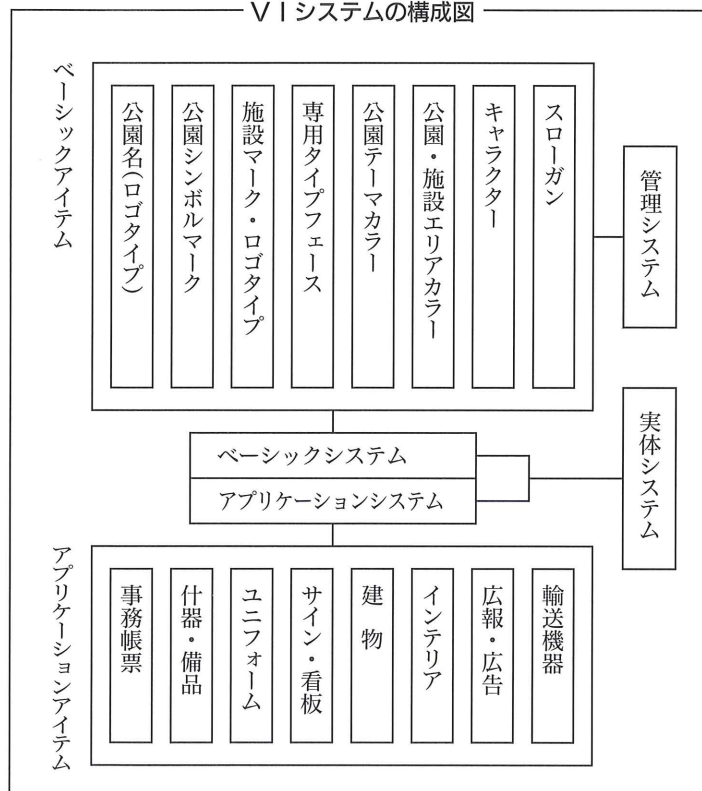 ＶＩシステムの構成図
ベーシックアイテム
公園名(ロゴタイプ)
公園シンボルマーク
施設マーク・ロゴタイプ
専用タイプフェース
公園テーマカラー
公園・施設エリアカラー
キャラクター
スローガン
管理システム
ベーシックシステム
アプリケーションシステム
実体システム
アプリケーションアイテム
事務帳票
什器・備品
ユニフォーム
サイン・看板
建　物
インテリア
広報・広告
輸送機器